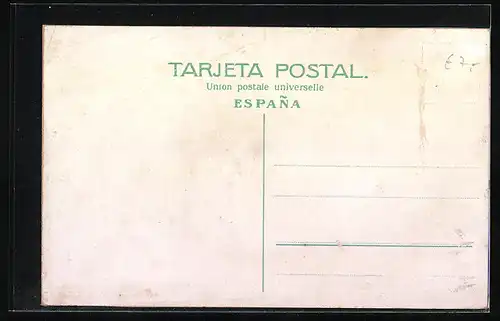 TARJETA POSTAL.
Union postale universelle
ESPAÑA
€7,-